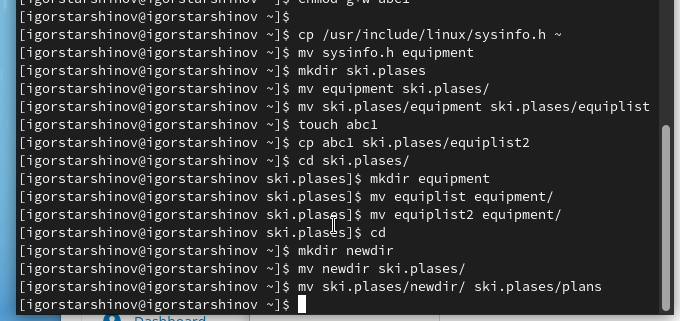 [igorstarshinov@igorstarshinov ~]$ chmod g+w abc1
[igorstarshinov@igorstarshinov ~]$
[igorstarshinov@igorstarshinov ~]$ cp /usr/include/linux/sysinfo.h ~
[igorstarshinov@igorstarshinov ~]$ mv sysinfo.h equipment
[igorstarshinov@igorstarshinov ~]$ mkdir ski.plases
[igorstarshinov@igorstarshinov ~]$ mv equipment ski.plases/
[igorstarshinov@igorstarshinov ~]$ mv ski.plases/equipment ski.plases/equiplist
[igorstarshinov@igorstarshinov ~]$ touch abc1
[igorstarshinov@igorstarshinov ~]$ cp abc1 ski.plases/equiplist2
[igorstarshinov@igorstarshinov ~]$ cd ski.plases/
[igorstarshinov@igorstarshinov ski.plases]$ mkdir equipment
[igorstarshinov@igorstarshinov ski.plases]$ mv equiplist equipment/
[igorstarshinov@igorstarshinov ski.plases]$ mv equiplist2 equipment/
[igorstarshinov@igorstarshinov ski.plases]$ cd
[igorstarshinov@igorstarshinov ~]$ mkdir newdir
[igorstarshinov@igorstarshinov ~]$ mv newdir ski.plases/
[igorstarshinov@igorstarshinov ~]$ mv ski.plases/newdir/ ski.plases/plans
[igorstarshinov@igorstarshinov ~]$
Dashboard